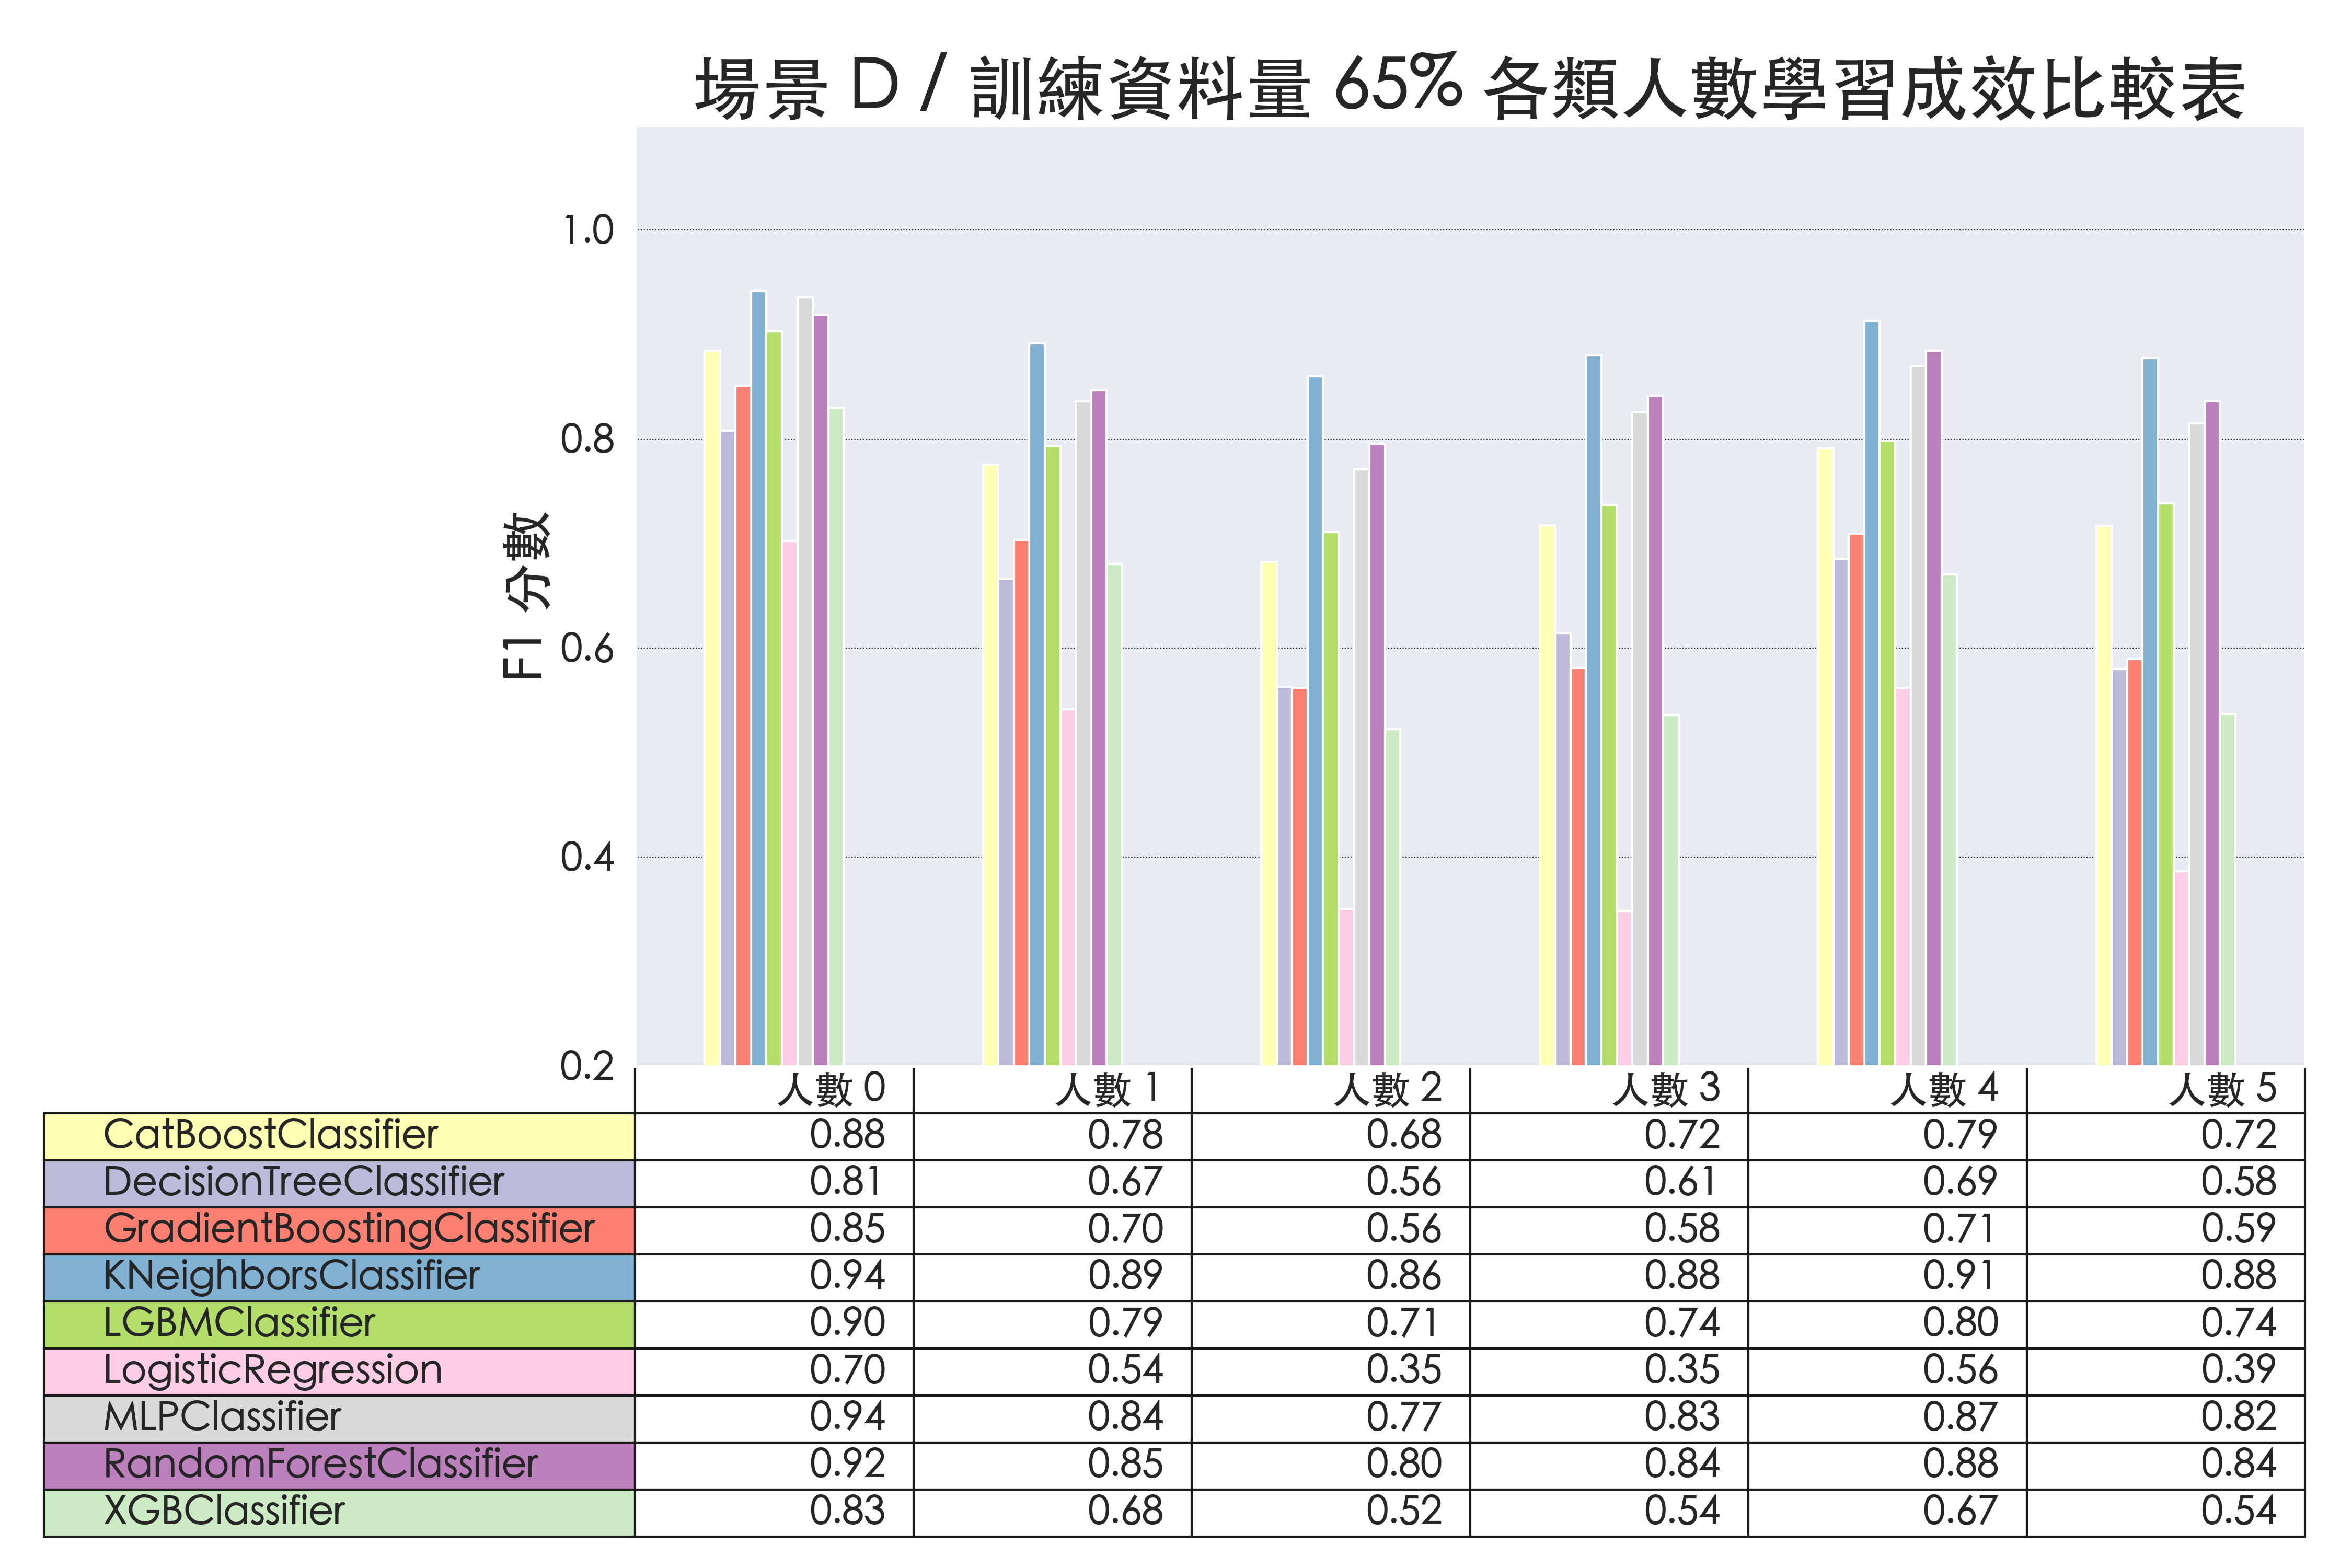 場景 D / 訓練資料量 65% 各類人數學習成效比較表
1.0
0.8
0.6
0.4
0.2
F1 分數
人數 0 人數 1 人數 2 人數 3 人數 4 人數 5
CatBoostClassifier 0.88 0.78 0.68 0.72 0.79 0.72
DecisionTreeClassifier 0.81 0.67 0.56 0.61 0.69 0.58
GradientBoostingClassifier 0.85 0.70 0.56 0.58 0.71 0.59
KNeighborsClassifier 0.94 0.89 0.86 0.88 0.91 0.88
LGBMClassifier 0.90 0.79 0.71 0.74 0.80 0.74
LogisticRegression 0.70 0.54 0.35 0.35 0.56 0.39
MLPClassifier 0.94 0.84 0.77 0.83 0.87 0.82
RandomForestClassifier 0.92 0.85 0.80 0.84 0.88 0.84
XGBClassifier 0.83 0.68 0.52 0.54 0.67 0.54